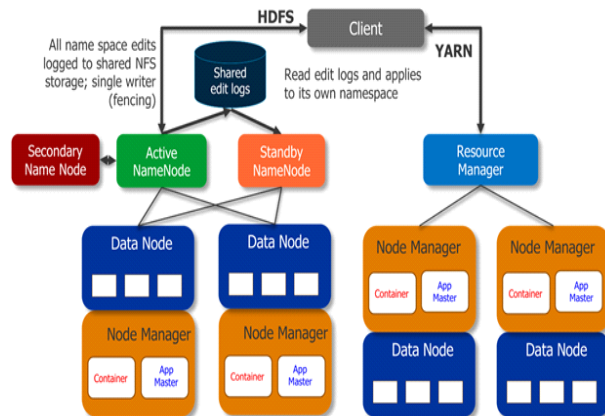 HDFS
Client
YARN
All name space edits
logged to shared NFS
storage; single writer
(fencing)
Shared
edit logs
Read edit logs and applies
to its own namespace
Secondary
Name Node
Active
NameNode
Standby
NameNode
Resource
Manager
Data Node
Data Node
Node Manager
Container
App
Master
Node Manager
Container
App
Master
Node Manager
Container
App
Master
Node Manager
Container
App
Master
Data Node
Data Node